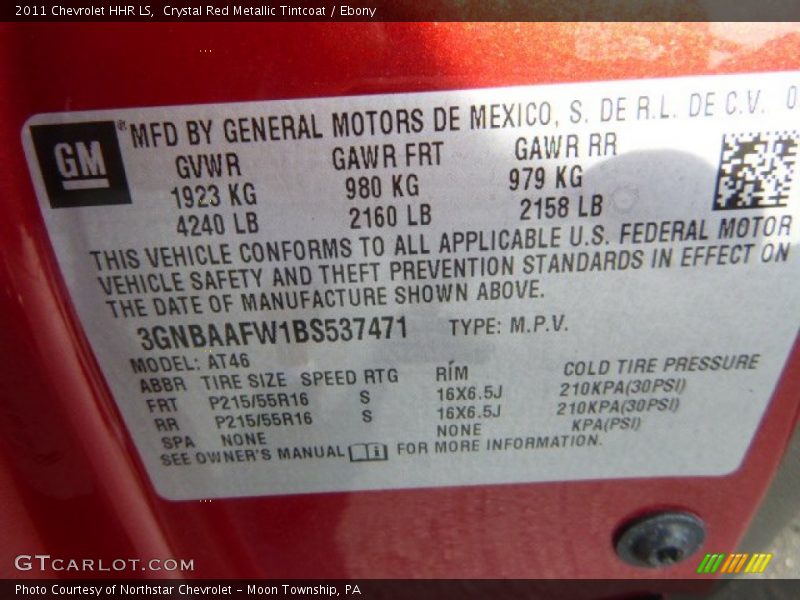 2011 Chevrolet HHR LS,  Crystal Red Metallic Tintcoat / Ebony
GM
® MFD BY GENERAL MOTORS DE MEXICO, S. DE R.L. DE C.V. 0
GVWR GAWR FRT GAWR RR
1923 KG 980 KG 979 KG
4240 LB 2160 LB 2158 LB
THIS VEHICLE CONFORMS TO ALL APPLICABLE U.S. FEDERAL MOTOR
VEHICLE SAFETY AND THEFT PREVENTION STANDARDS IN EFFECT ON
THE DATE OF MANUFACTURE SHOWN ABOVE.
3GNBAAFW1BS537471 TYPE: M.P.V.
MODEL: AT46
ABBR TIRE SIZE SPEED RTG RÍM COLD TIRE PRESSURE
FRT P215/55R16 S 16X6.5J 210KPA(30PSI)
RR P215/55R16 S 16X6.5J 210KPA(30PSI)
SPA NONE NONE KPA(PSI)
SEE OWNER'S MANUAL i FOR MORE INFORMATION.
GTCARLOT.COM
Photo Courtesy of Northstar Chevrolet - Moon Township, PA